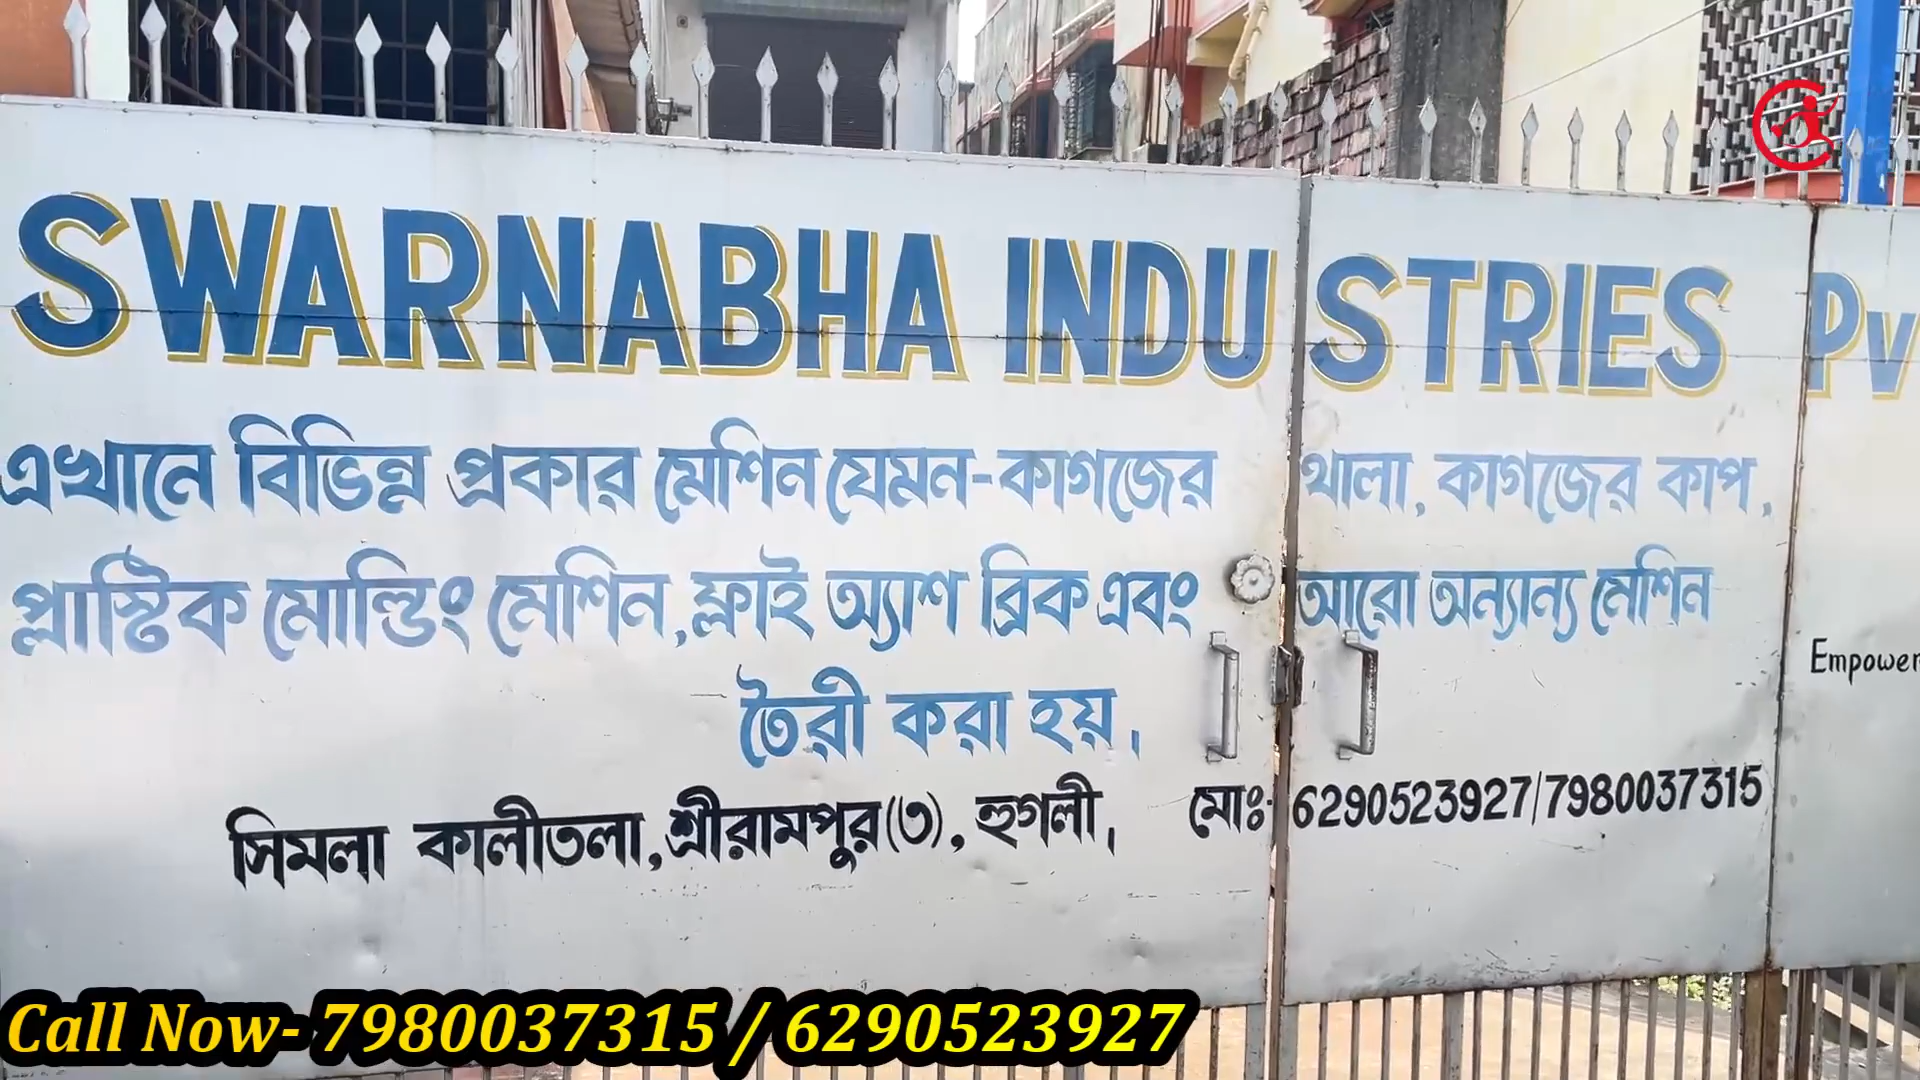 SWARNABHA INDUSTRIES Pv
এখানে বিভিন্ন প্রকার মেশিন যেমন-কাগজের থালা, কাগজের কাপ,
প্লাস্টিক মোল্ডিং মেশিন, ফ্লাই অ্যাশ ব্রিক এবং আরো অন্যান্য মেশিন
তৈরী করা হয়।
Empower
সিমলা কালীতলা, শ্রীরামপুর(৩), হুগলী। মোঃ- 6290523927/7980037315
Call Now- 7980037315 / 6290523927